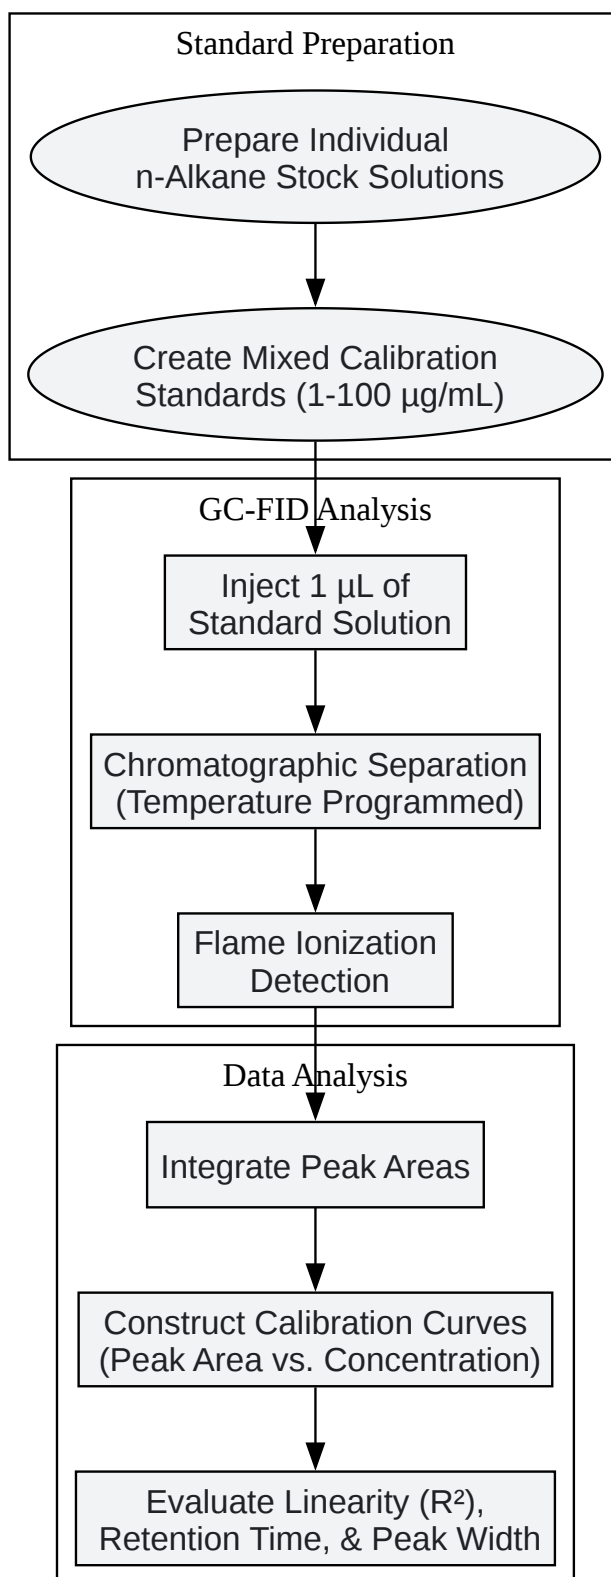 Standard Preparation
Prepare Individual
n-Alkane Stock Solutions
Create Mixed Calibration
Standards (1-100 µg/mL)
GC-FID Analysis
Inject 1 µL of
Standard Solution
Chromatographic Separation
(Temperature Programmed)
Flame Ionization
Detection
Data Analysis
Integrate Peak Areas
Construct Calibration Curves
(Peak Area vs. Concentration)
Evaluate Linearity (R²),
Retention Time, & Peak Width